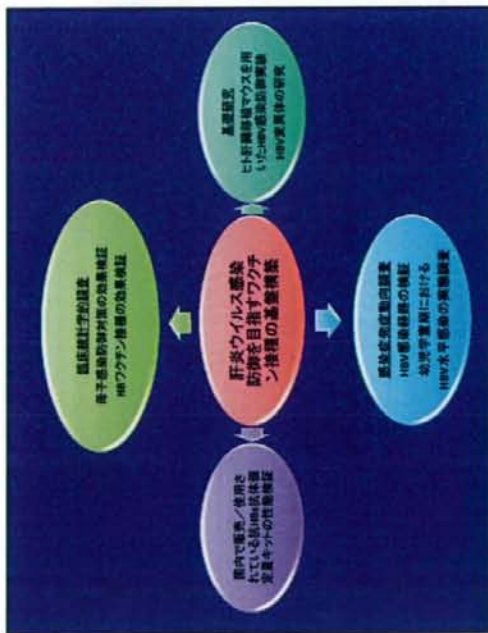 臨床統計学的調査
母子感染防御対策の効果検証
HBワクチン接種の効果検証
国内で販売/使用さ
れている抗HBs抗体価
定量キットの性能検証
肝炎ウイルス感染
防御を目指すワクチ
ン接種の基盤構築
基礎研究
ヒト肝臓移植マウスを用
いたHBV感染防御実験
HBV変異体の研究
感染症疫症動向調査
HBV感染経路の検証
幼児学童期における
HBV水平感染の実態調査